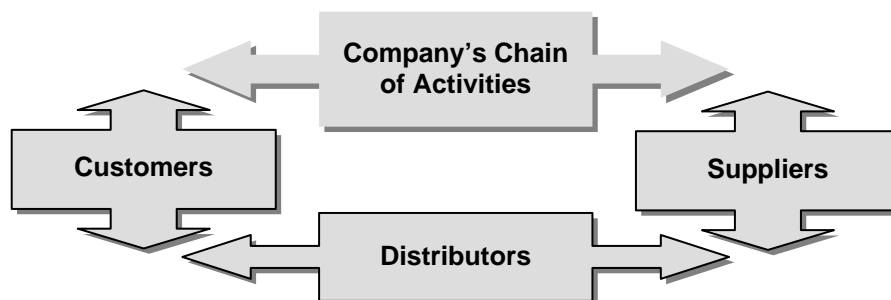 Company’s Chain
of Activities
Customers
Suppliers
Distributors